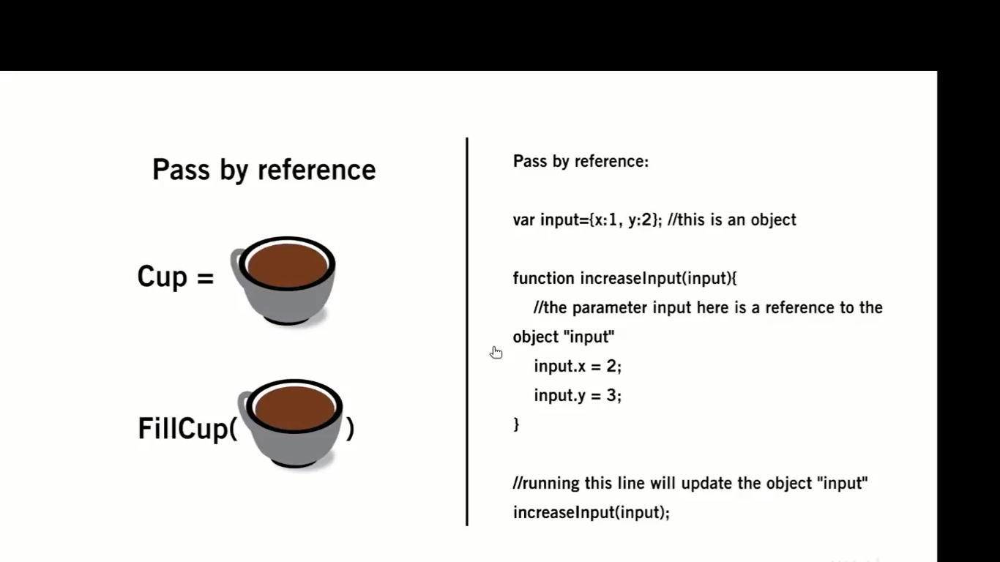 Pass by reference
Cup =
FillCup( )
Pass by reference:
var input={x:1, y:2}; //this is an object
function increaseInput(input){
//the parameter input here is a reference to the
object "input"
input.x = 2;
input.y = 3;
}
//running this line will update the object "input"
increaseInput(input);